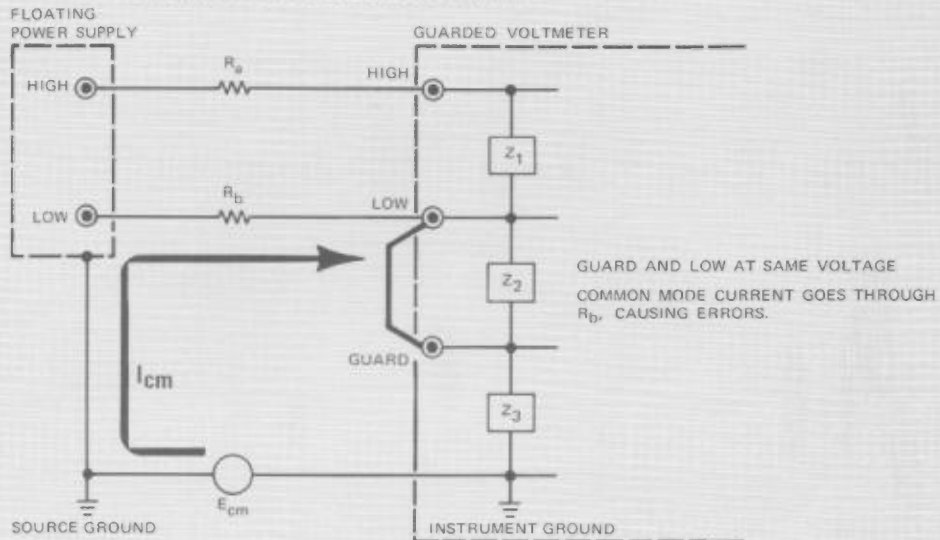 FLOATING
POWER SUPPLY
GUARDED VOLTMETER
HIGH
Ra
HIGH
Z1
LOW
Rb
LOW
Z2
GUARD AND LOW AT SAME VOLTAGE
COMMON MODE CURRENT GOES THROUGH
Rb, CAUSING ERRORS.
GUARD
Icm
Z3
Ecm
SOURCE GROUND
INSTRUMENT GROUND